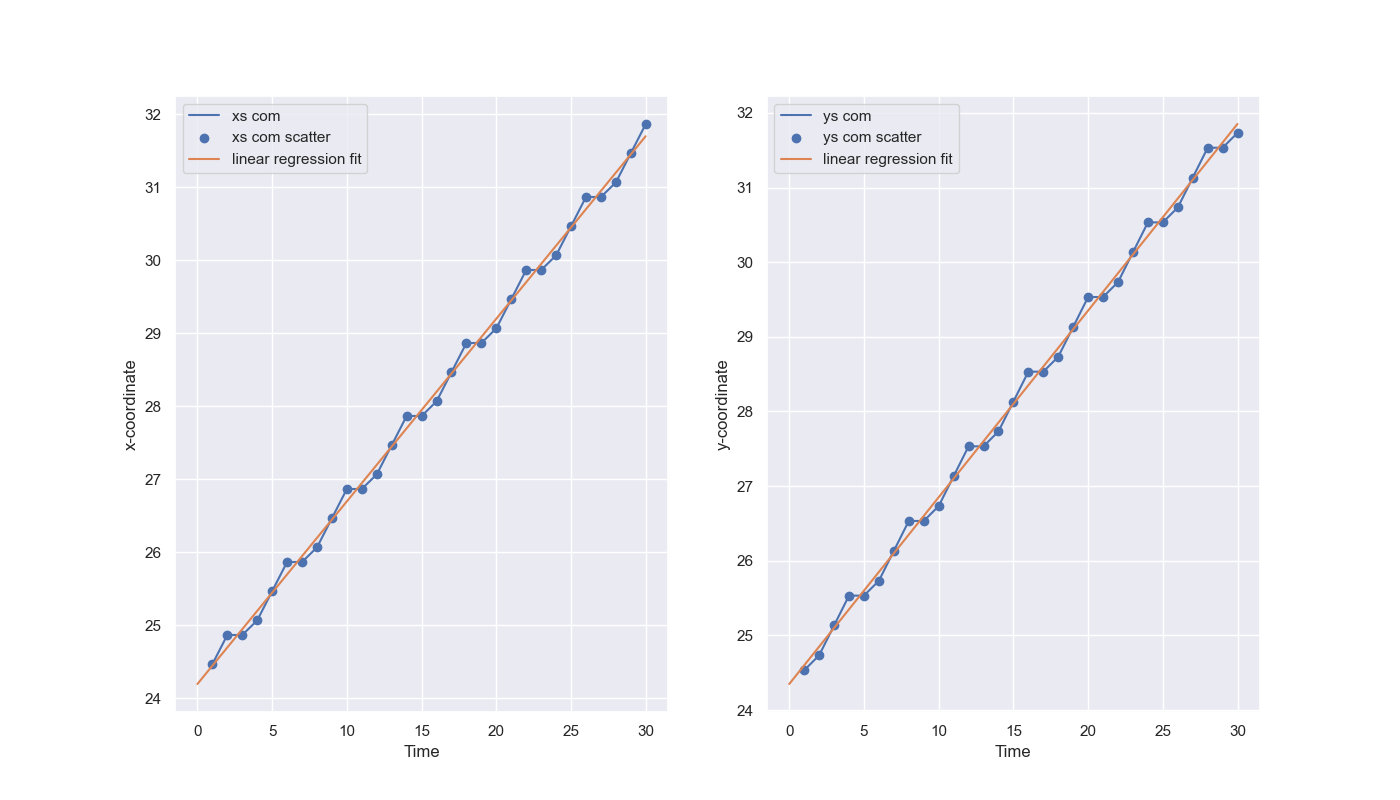 xs com
xs com scatter
linear regression fit
32
31
30
29
28
27
26
25
24
x-coordinate
0 5 10 15 20 25 30
Time
ys com
ys com scatter
linear regression fit
32
31
30
29
28
27
26
25
24
y-coordinate
0 5 10 15 20 25 30
Time